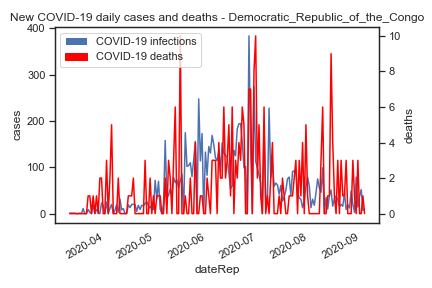 New COVID-19 daily cases and deaths - Democratic_Republic_of_the_Congo
COVID-19 infections
COVID-19 deaths
400
300
200
100
0
cases
10
8
6
4
2
0
deaths
2020-04
2020-05
2020-06
2020-07
2020-08
2020-09
dateRep